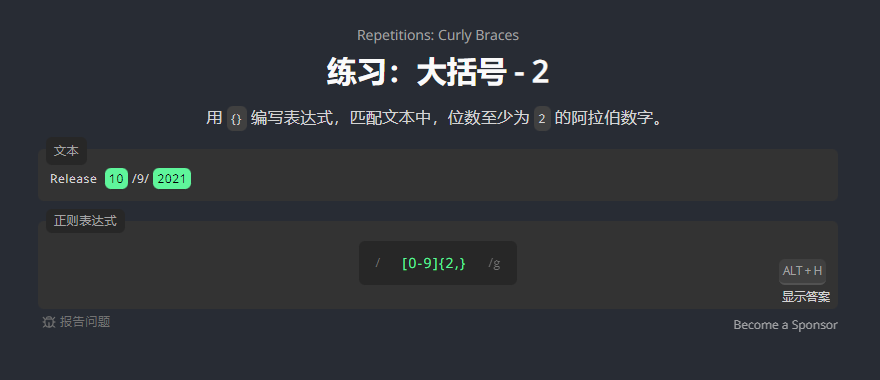 Repetitions: Curly Braces
练习：大括号 - 2
用 {} 编写表达式，匹配文本中，位数至少为 2 的阿拉伯数字。
文本
Release 10 /9/ 2021
正则表达式
/ [0-9]{2,} /g
ALT + H
显示答案
报告问题
Become a Sponsor